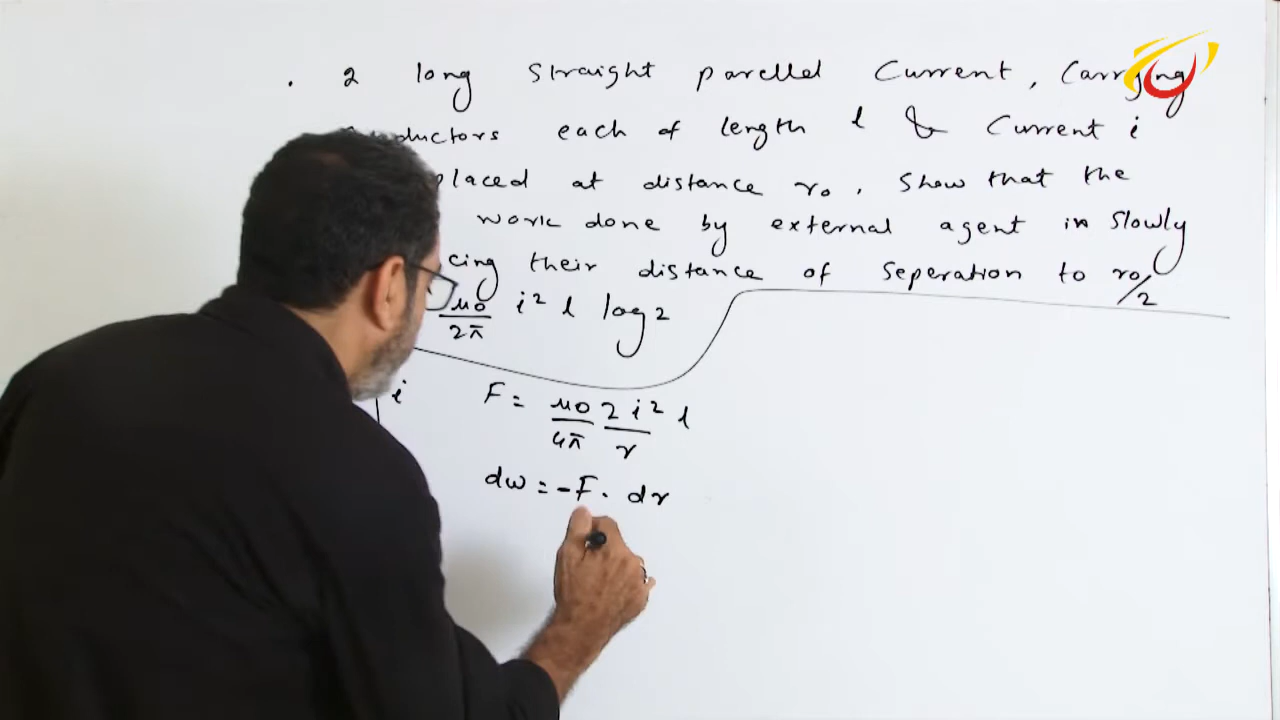 . 2 long straight parellel Current, Carrying
each of length l & Current i
placed at distance r₀, Show that the
work done by external agent in slowly
their distance of Seperation to r₀/2
μ₀/2π i² l log 2
i
F = μ₀/4π 2i²/r l
dw = -F. dr